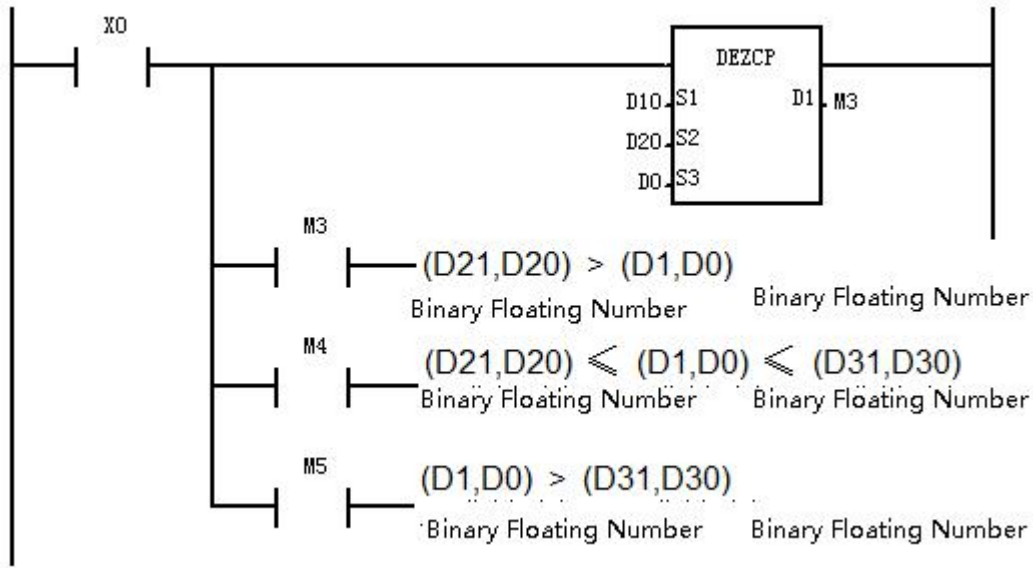 X0
DEZCP
D10 S1 D1 M3
D20 S2
D0 S3
M3
(D21,D20) > (D1,D0)
Binary Floating Number Binary Floating Number
M4
(D21,D20) ≤ (D1,D0) ≤ (D31,D30)
Binary Floating Number Binary Floating Number
M5
(D1,D0) > (D31,D30)
Binary Floating Number Binary Floating Number